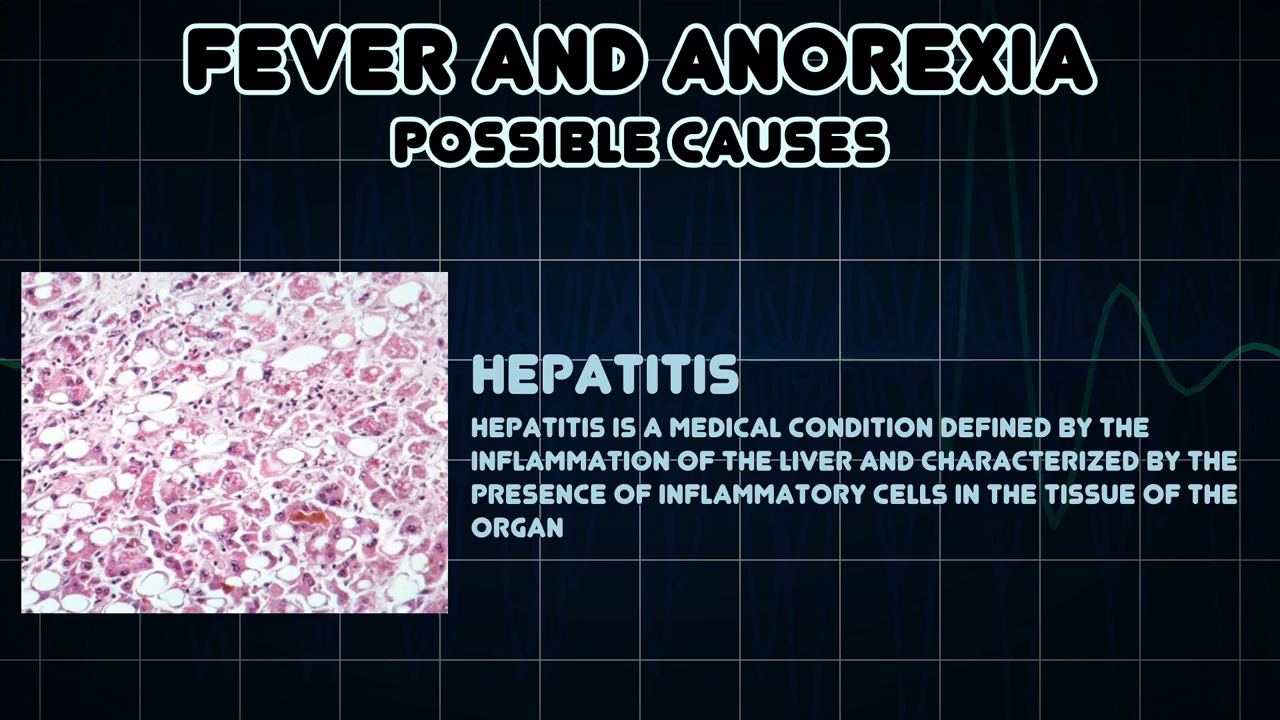 FEVER AND ANOREXIA
POSSIBLE CAUSES
HEPATITIS
HEPATITIS IS A MEDICAL CONDITION DEFINED BY THE
INFLAMMATION OF THE LIVER AND CHARACTERIZED BY THE
PRESENCE OF INFLAMMATORY CELLS IN THE TISSUE OF THE
ORGAN